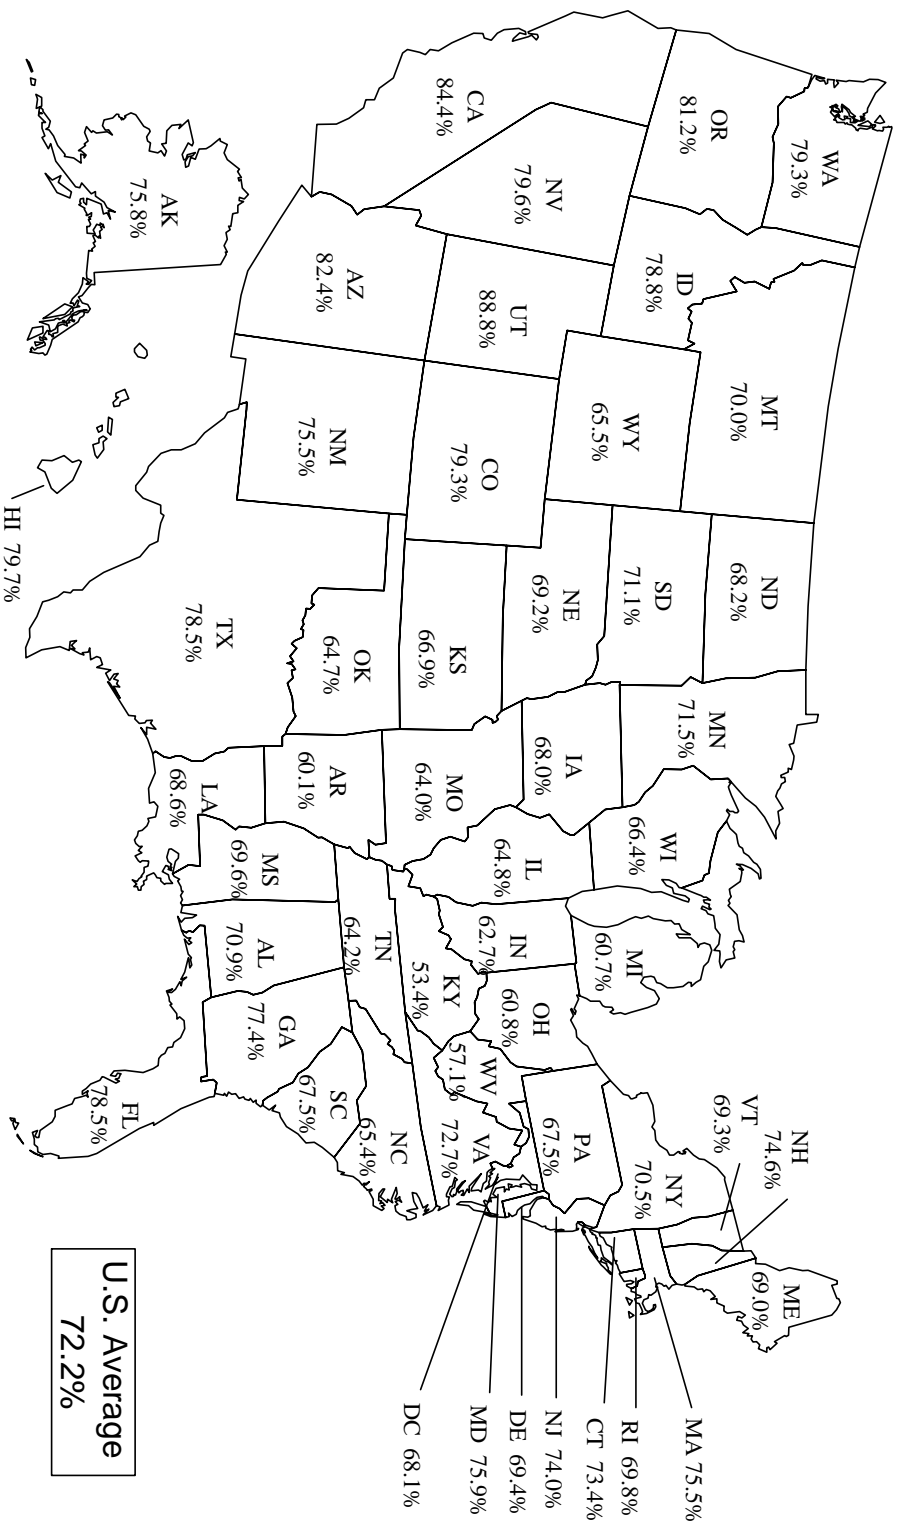 WA
79.3%
OR
81.2%
CA
84.4%
NV
79.6%
ID
78.8%
MT
70.0%
WY
65.5%
UT
88.8%
AZ
82.4%
CO
79.3%
NM
75.5%
ND
68.2%
SD
71.1%
NE
69.2%
KS
66.9%
OK
64.7%
TX
78.5%
MN
71.5%
IA
68.0%
MO
64.0%
AR
60.1%
LA
68.6%
WI
66.4%
IL
64.8%
MS
69.6%
MI
60.7%
IN
62.7%
OH
60.8%
KY
53.4%
TN
64.2%
AL
70.9%
GA
77.4%
FL
78.5%
SC
67.5%
NC
65.4%
VA
72.7%
WV
57.1%
PA
67.5%
NY
70.5%
VT
69.3%
NH
74.6%
ME
69.0%
MA 75.5%
RI 69.8%
CT 73.4%
NJ 74.0%
DE 69.4%
MD 75.9%
DC 68.1%
AK
75.8%
HI 79.7%
U.S. Average
72.2%